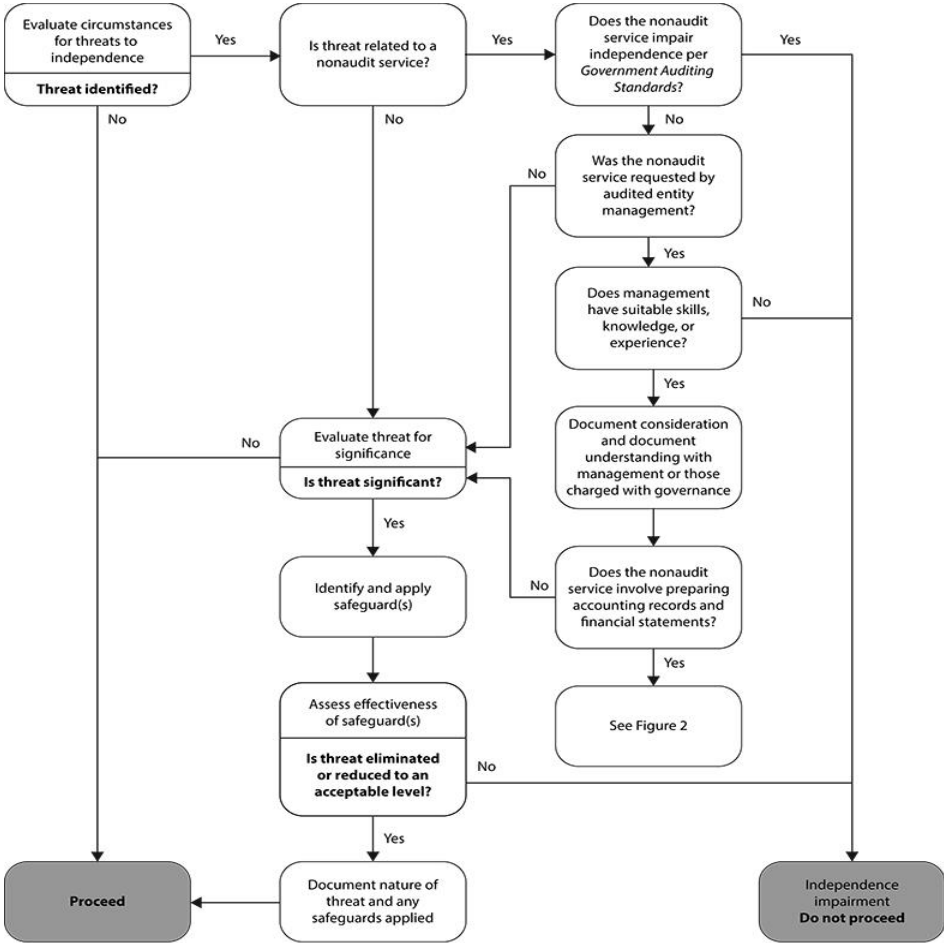 Evaluate circumstances
for threats to
independence
Threat identified?
Yes
No
Is threat related to a
nonaudit service?
Yes
No
Does the nonaudit
service impair
independence per
Government Auditing
Standards?
Yes
No
Was the nonaudit
service requested by
audited entity
management?
No
Yes
Does management
have suitable skills,
knowledge, or
experience?
No
Yes
Document consideration
and document
understanding with
management or those
charged with governance
Evaluate threat for
significance
Is threat significant?
No
Yes
Does the nonaudit
service involve preparing
accounting records and
financial statements?
No
Yes
See Figure 2
Identify and apply
safeguard(s)
Assess effectiveness
of safeguard(s)
Is threat eliminated
or reduced to an
acceptable level?
No
Yes
Document nature of
threat and any
safeguards applied
Proceed
Independence
impairment
Do not proceed